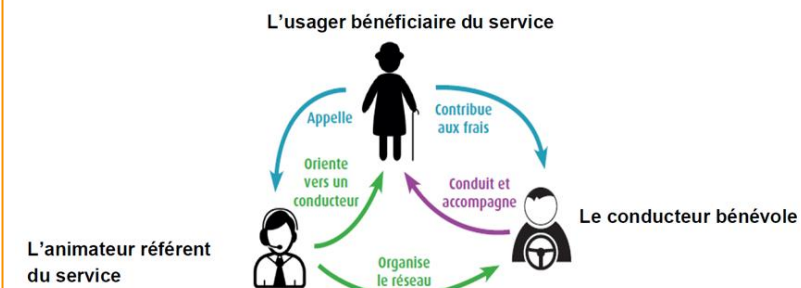 L'usager bénéficiaire du service
Appelle
Contribue
aux frais
Oriente
vers un
conducteur
Conduit et
accompagne
Le conducteur bénévole
L'animateur référent
du service
Organise
le réseau